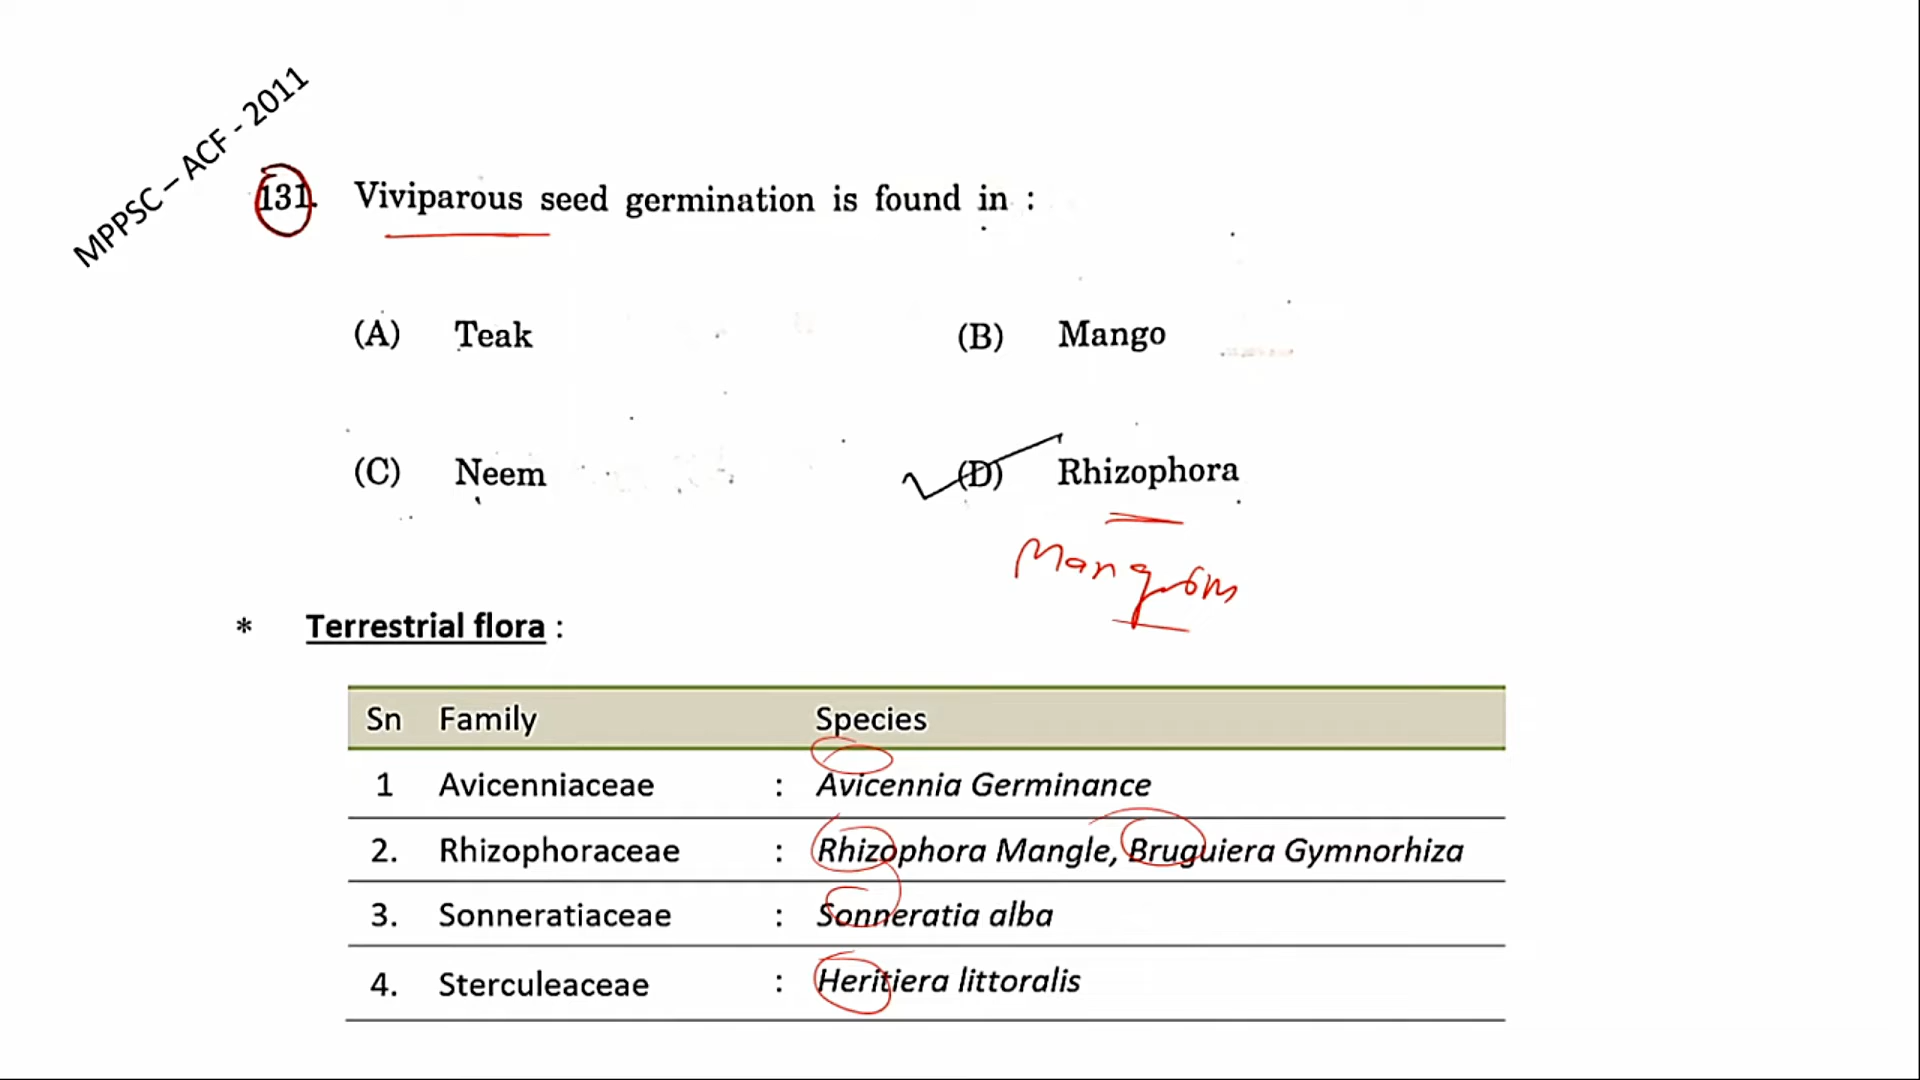 MPPSC – ACF - 2011
131. Viviparous seed germination is found in :
(A) Teak (B) Mango
(C) Neem (D) Rhizophora
* Terrestrial flora :
Sn Family Species
1 Avicenniaceae : Avicennia Germinance
2. Rhizophoraceae : Rhizophora Mangle, Bruguiera Gymnorhiza
3. Sonneratiaceae : Sonneratia alba
4. Sterculeaceae : Heritiera littoralis